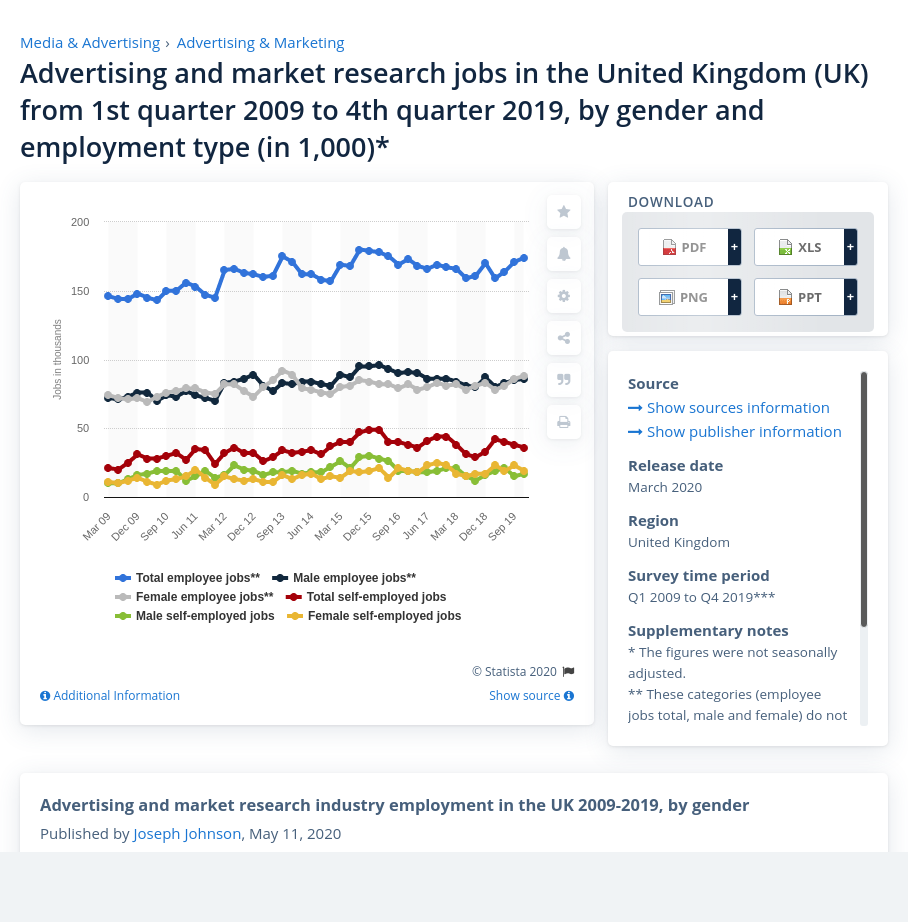 Media & Advertising › Advertising & Marketing
Advertising and market research jobs in the United Kingdom (UK)
from 1st quarter 2009 to 4th quarter 2019, by gender and
employment type (in 1,000)*
200
150
100
50
0
Jobs in thousands
Mar 09
Dec 09
Sep 10
Jun 11
Mar 12
Dec 12
Sep 13
Jun 14
Mar 15
Dec 15
Sep 16
Jun 17
Mar 18
Dec 18
Sep 19
Total employee jobs** Male employee jobs**
Female employee jobs** Total self-employed jobs
Male self-employed jobs Female self-employed jobs
© Statista 2020
Additional Information Show source
DOWNLOAD
PDF + XLS +
PNG + PPT +
Source
Show sources information
Show publisher information
Release date
March 2020
Region
United Kingdom
Survey time period
Q1 2009 to Q4 2019***
Supplementary notes
* The figures were not seasonally
adjusted.
** These categories (employee
jobs total, male and female) do not
Advertising and market research industry employment in the UK 2009-2019, by gender
Published by Joseph Johnson, May 11, 2020